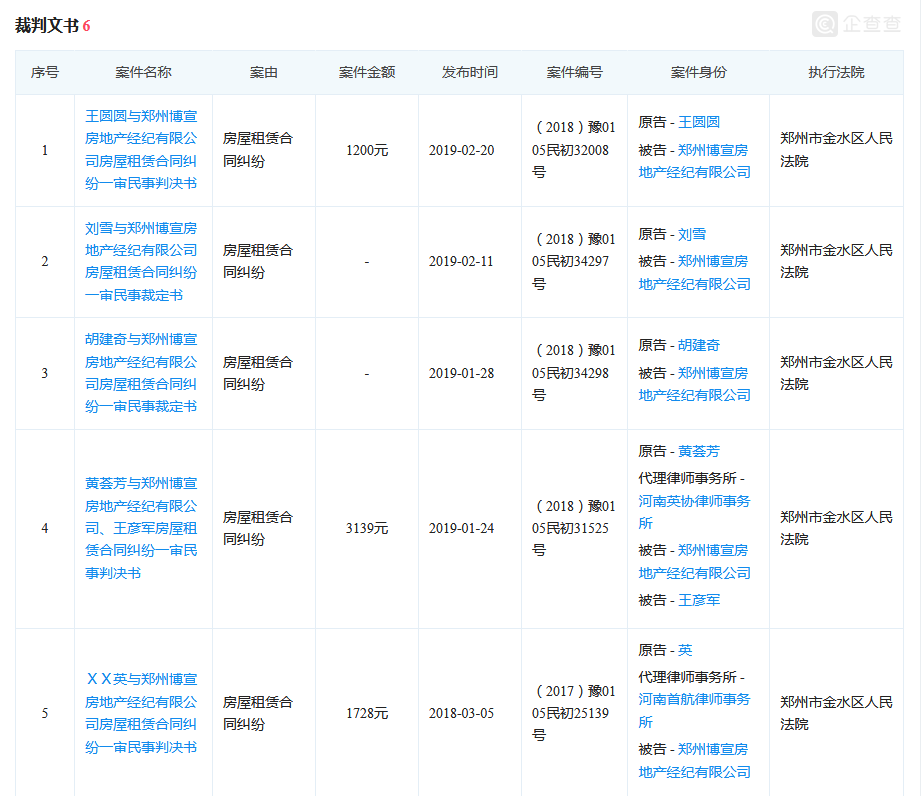 裁判文书 6
企查查
序号 案件名称 案由 案件金额 发布时间 案件编号 案件身份 执行法院
1
王圆圆与郑州博宣
房地产经纪有限公
司房屋租赁合同纠
纷一审民事判决书
房屋租赁合
同纠纷
1200元
2019-02-20
（2018）豫01
05民初32008
号
原告 - 王圆圆
被告 - 郑州博宣房
地产经纪有限公司
郑州市金水区人民
法院
2
刘雪与郑州博宣房
地产经纪有限公司
房屋租赁合同纠纷
一审民事裁定书
房屋租赁合
同纠纷
-
2019-02-11
（2018）豫01
05民初34297
号
原告 - 刘雪
被告 - 郑州博宣房
地产经纪有限公司
郑州市金水区人民
法院
3
胡建奇与郑州博宣
房地产经纪有限公
司房屋租赁合同纠
纷一审民事裁定书
房屋租赁合
同纠纷
-
2019-01-28
（2018）豫01
05民初34298
号
原告 - 胡建奇
被告 - 郑州博宣房
地产经纪有限公司
郑州市金水区人民
法院
4
黄荟芳与郑州博宣
房地产经纪有限公
司、王彦军房屋租
赁合同纠纷一审民
事判决书
房屋租赁合
同纠纷
3139元
2019-01-24
（2018）豫01
05民初31525
号
原告 - 黄荟芳
代理律师事务所 -
河南英协律师事务
所
被告 - 郑州博宣房
地产经纪有限公司
被告 - 王彦军
郑州市金水区人民
法院
5
ＸＸ英与郑州博宣
房地产经纪有限公
司房屋租赁合同纠
纷一审民事判决书
房屋租赁合
同纠纷
1728元
2018-03-05
（2017）豫01
05民初25139
号
原告 - 英
代理律师事务所 -
河南首航律师事务
所
被告 - 郑州博宣房
地产经纪有限公司
郑州市金水区人民
法院